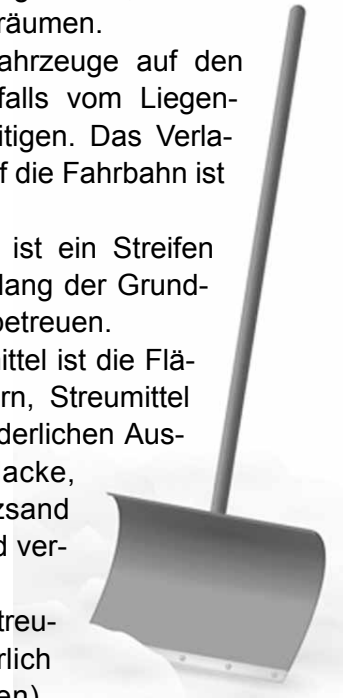 räumen.
ahrzeuge auf den
falls vom Liegen-
itigen. Das Verla-
f die Fahrbahn ist
ist ein Streifen
lang der Grund-
betreuen.
ittel ist die Flä-
rn, Streumittel
derlichen Aus-
acke,
zsand
d ver-
treu-
rlich